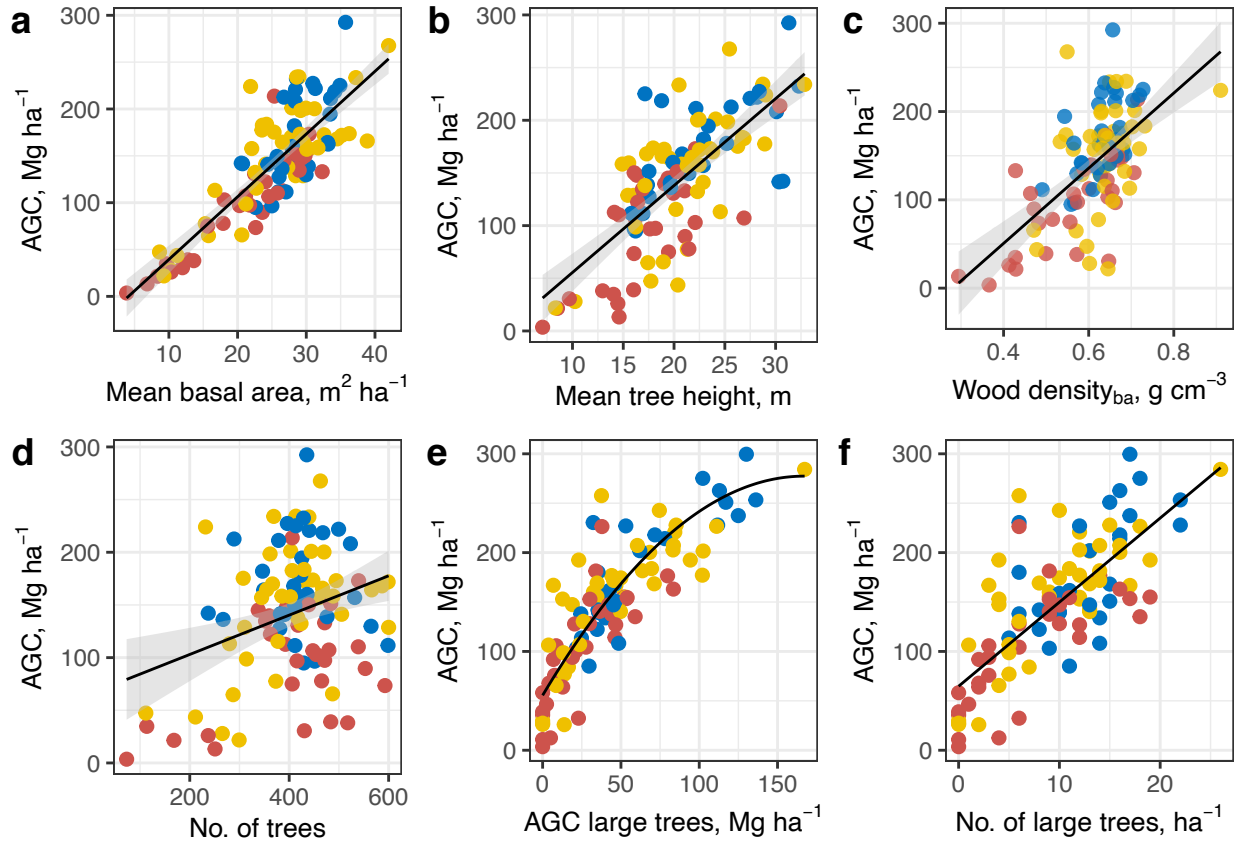 a
AGC, Mg ha⁻¹
300
200
100
0
10 20 30 40
Mean basal area, m² ha⁻¹
b
AGC, Mg ha⁻¹
300
200
100
0
10 15 20 25 30
Mean tree height, m
c
AGC, Mg ha⁻¹
300
200
100
0
0.4 0.6 0.8
Wood density_ba, g cm⁻³
d
AGC, Mg ha⁻¹
300
200
100
0
200 400 600
No. of trees
e
AGC, Mg ha⁻¹
300
200
100
0
0 50 100 150
AGC large trees, Mg ha⁻¹
f
AGC, Mg ha⁻¹
300
200
100
0
0 10 20
No. of large trees, ha⁻¹